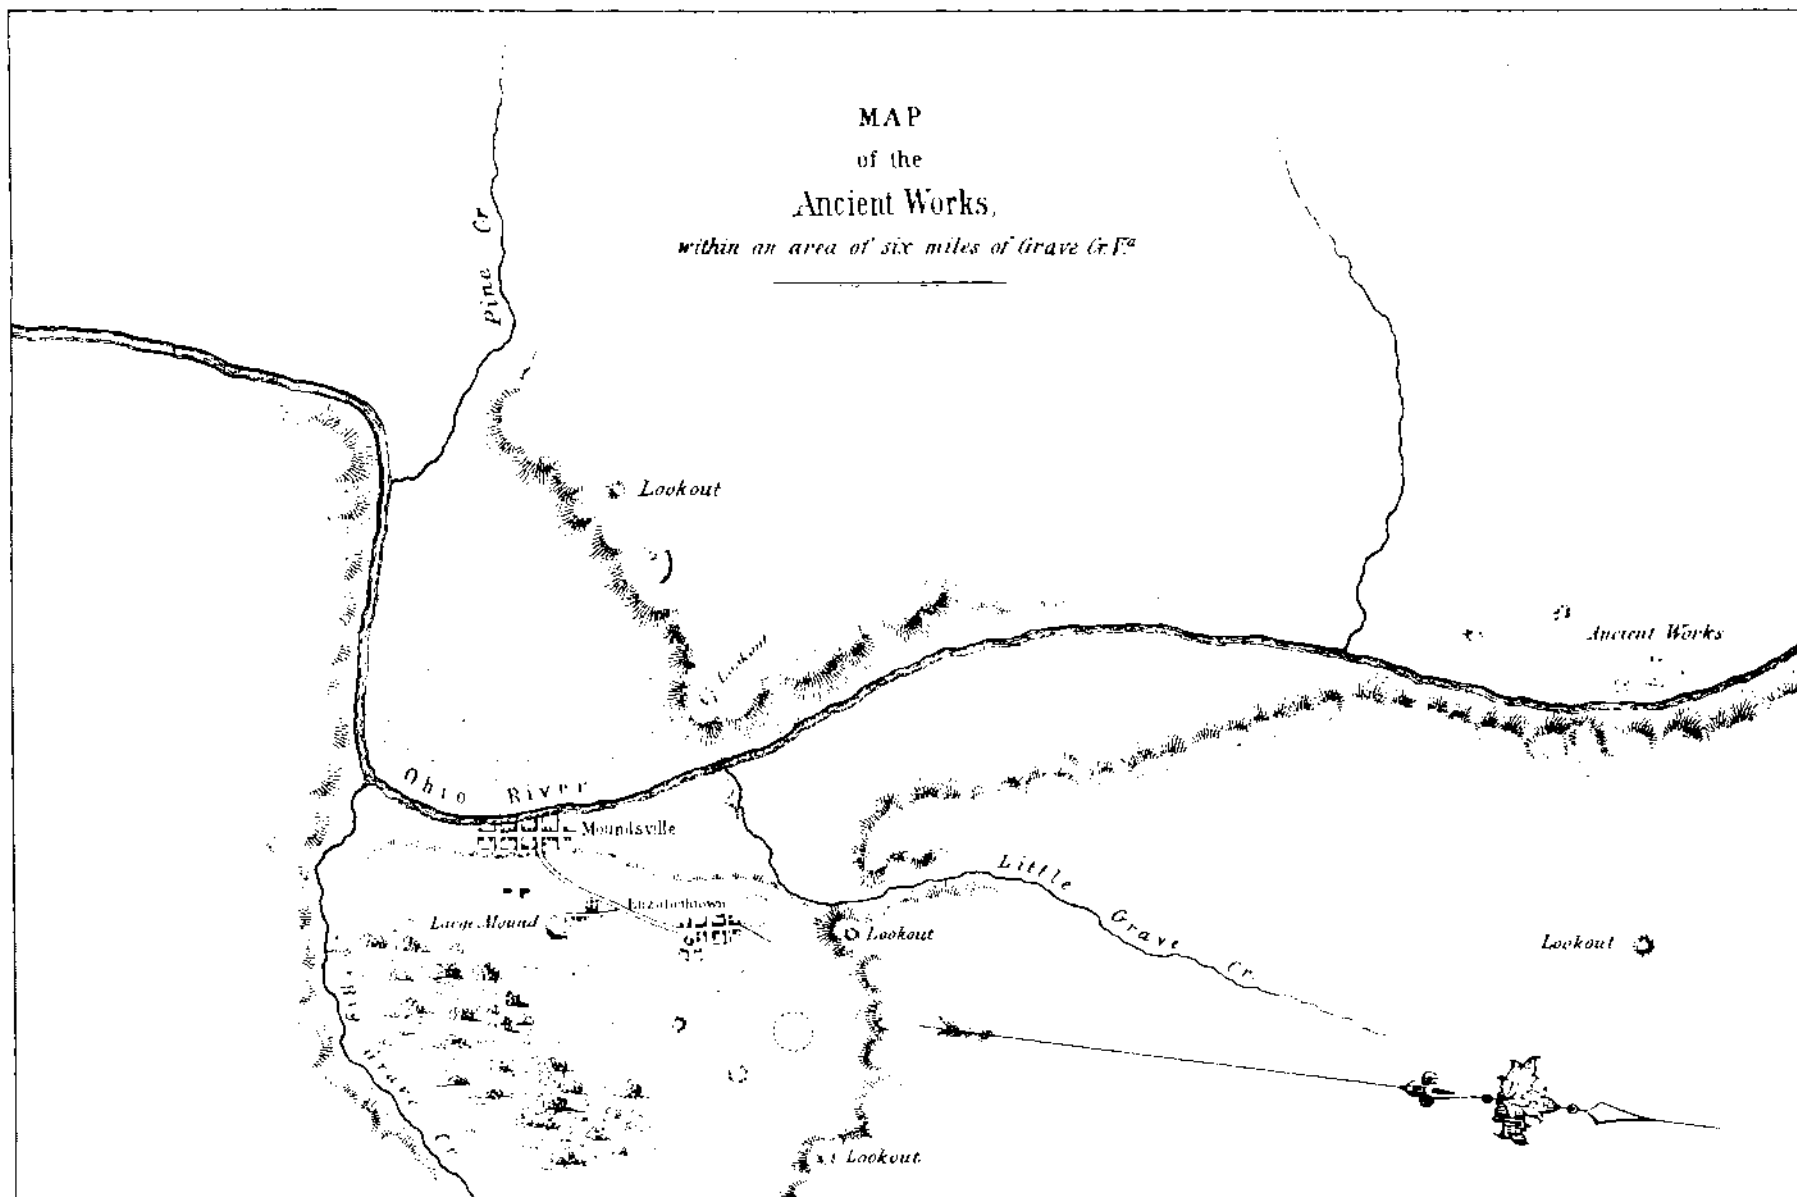 MAP
of the
Ancient Works,
within an area of six miles of Grave Cr. Vª
Pine Cr
Lookout
Lookout
Ancient Works
Ohio River
Moundsville
Little Grave Cr.
Elizabethtown
Large Mound
Lookout
Lookout
Big Grave Cr
Lookout